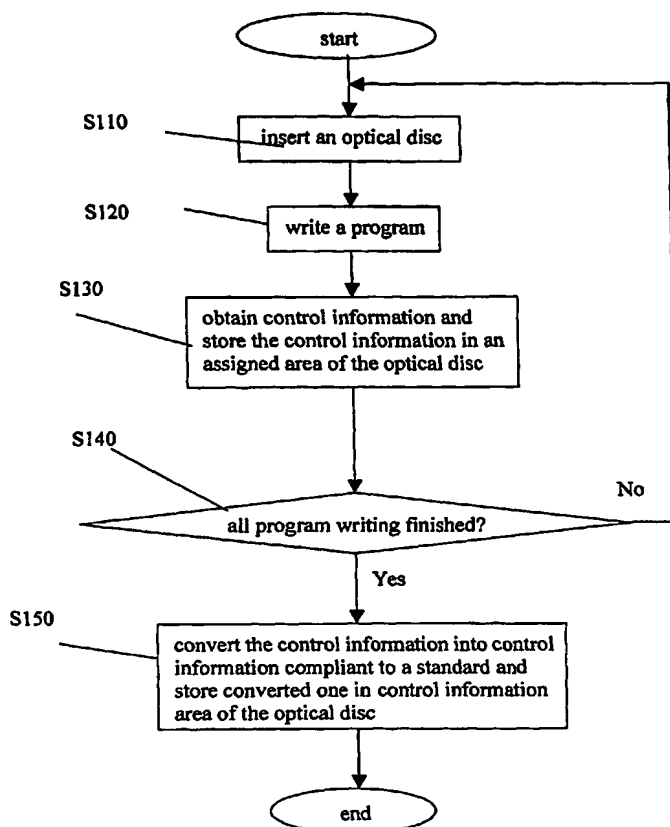 start
S110
insert an optical disc
S120
write a program
S130
obtain control information and
store the control information in an
assigned area of the optical disc
S140
No
all program writing finished?
Yes
S150
convert the control information into control
information compliant to a standard and
store converted one in control information
area of the optical disc
end